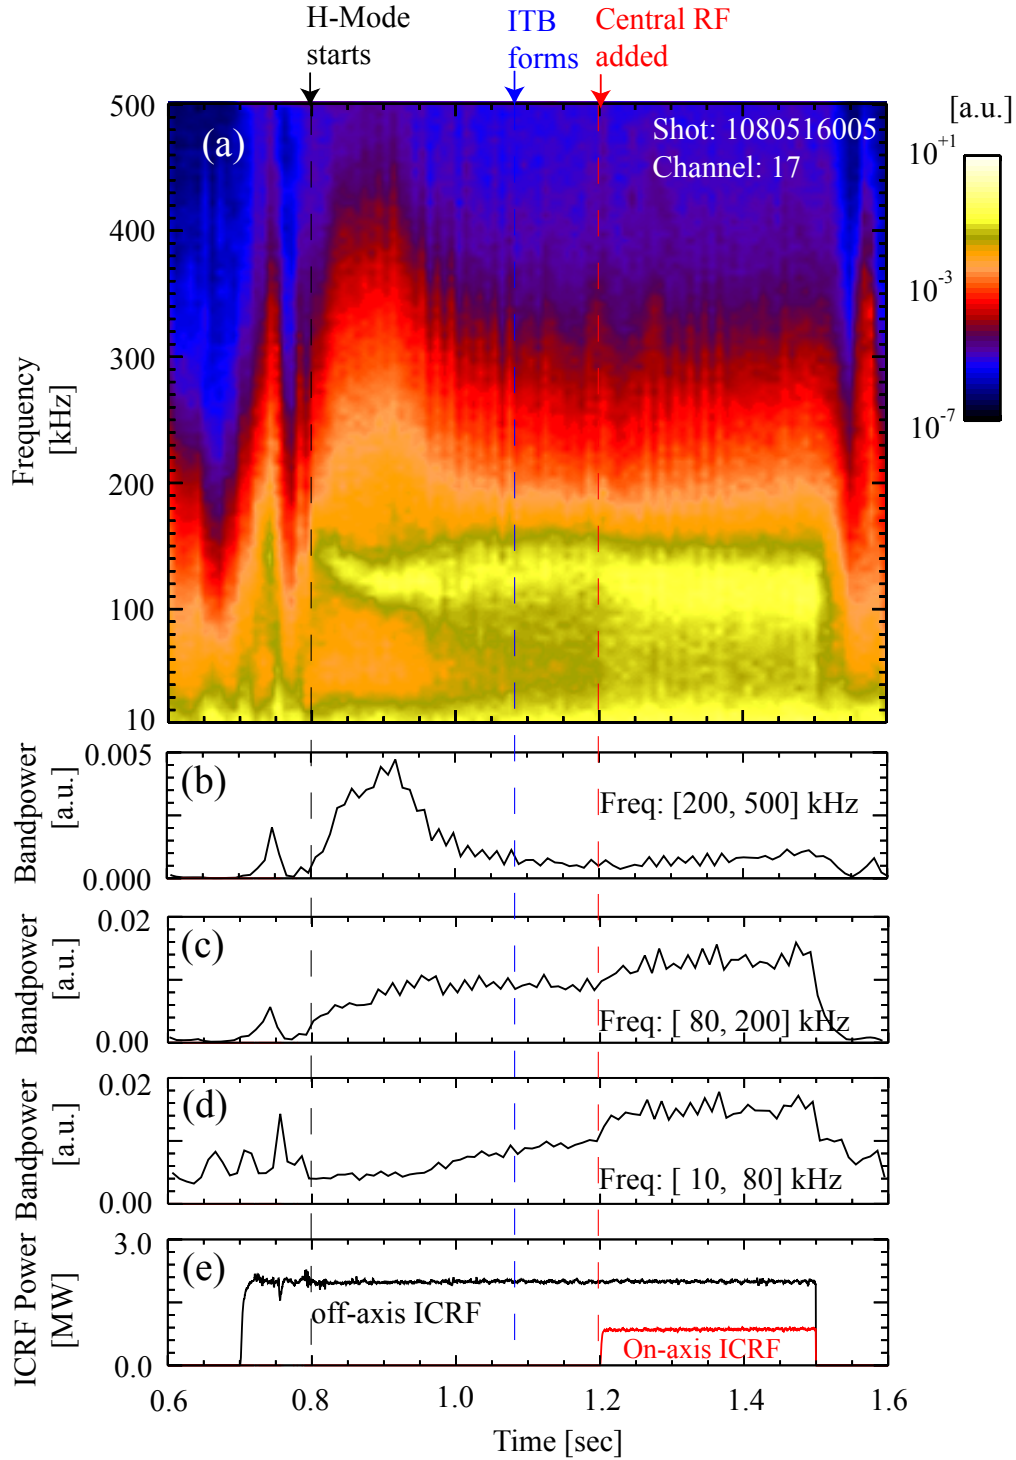 H-Mode
starts
ITB
forms
Central RF
added
[a.u.]
(a)
Shot: 1080516005
Channel: 17
10+1
10-3
10-7
500
400
300
200
100
10
Frequency
[kHz]
(b)
Freq: [200, 500] kHz
0.005
0.000
Bandpower
[a.u.]
(c)
Freq: [ 80, 200] kHz
0.02
0.00
Bandpower
[a.u.]
(d)
Freq: [ 10,  80] kHz
0.02
0.00
Bandpower
[a.u.]
(e)
off-axis ICRF
On-axis ICRF
3.0
0.0
ICRF Power
[MW]
0.6 0.8 1.0 1.2 1.4 1.6
Time [sec]